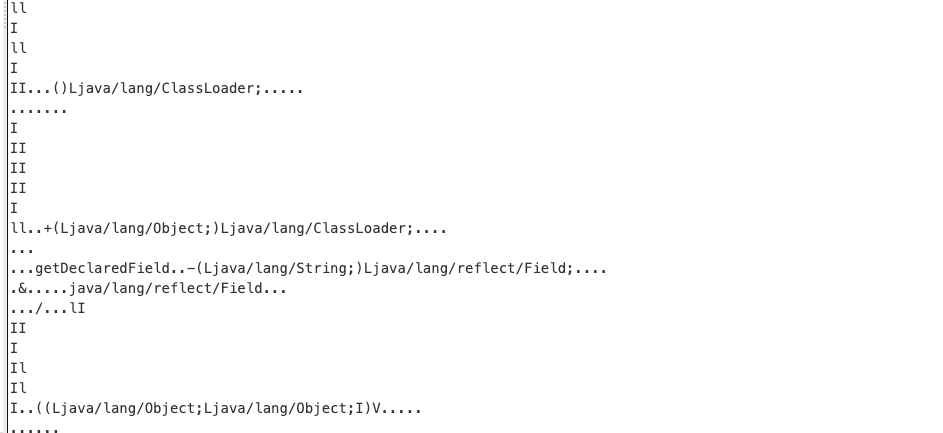 ll
I
ll
I
II...()Ljava/lang/ClassLoader;.....
.......
I
II
II
II
I
ll..+(Ljava/lang/Object;)Ljava/lang/ClassLoader;....
...
...getDeclaredField..-(Ljava/lang/String;)Ljava/lang/reflect/Field;....
.&.....java/lang/reflect/Field...
.../...lI
II
I
Il
Il
I..((Ljava/lang/Object;Ljava/lang/Object;I)V.....
......